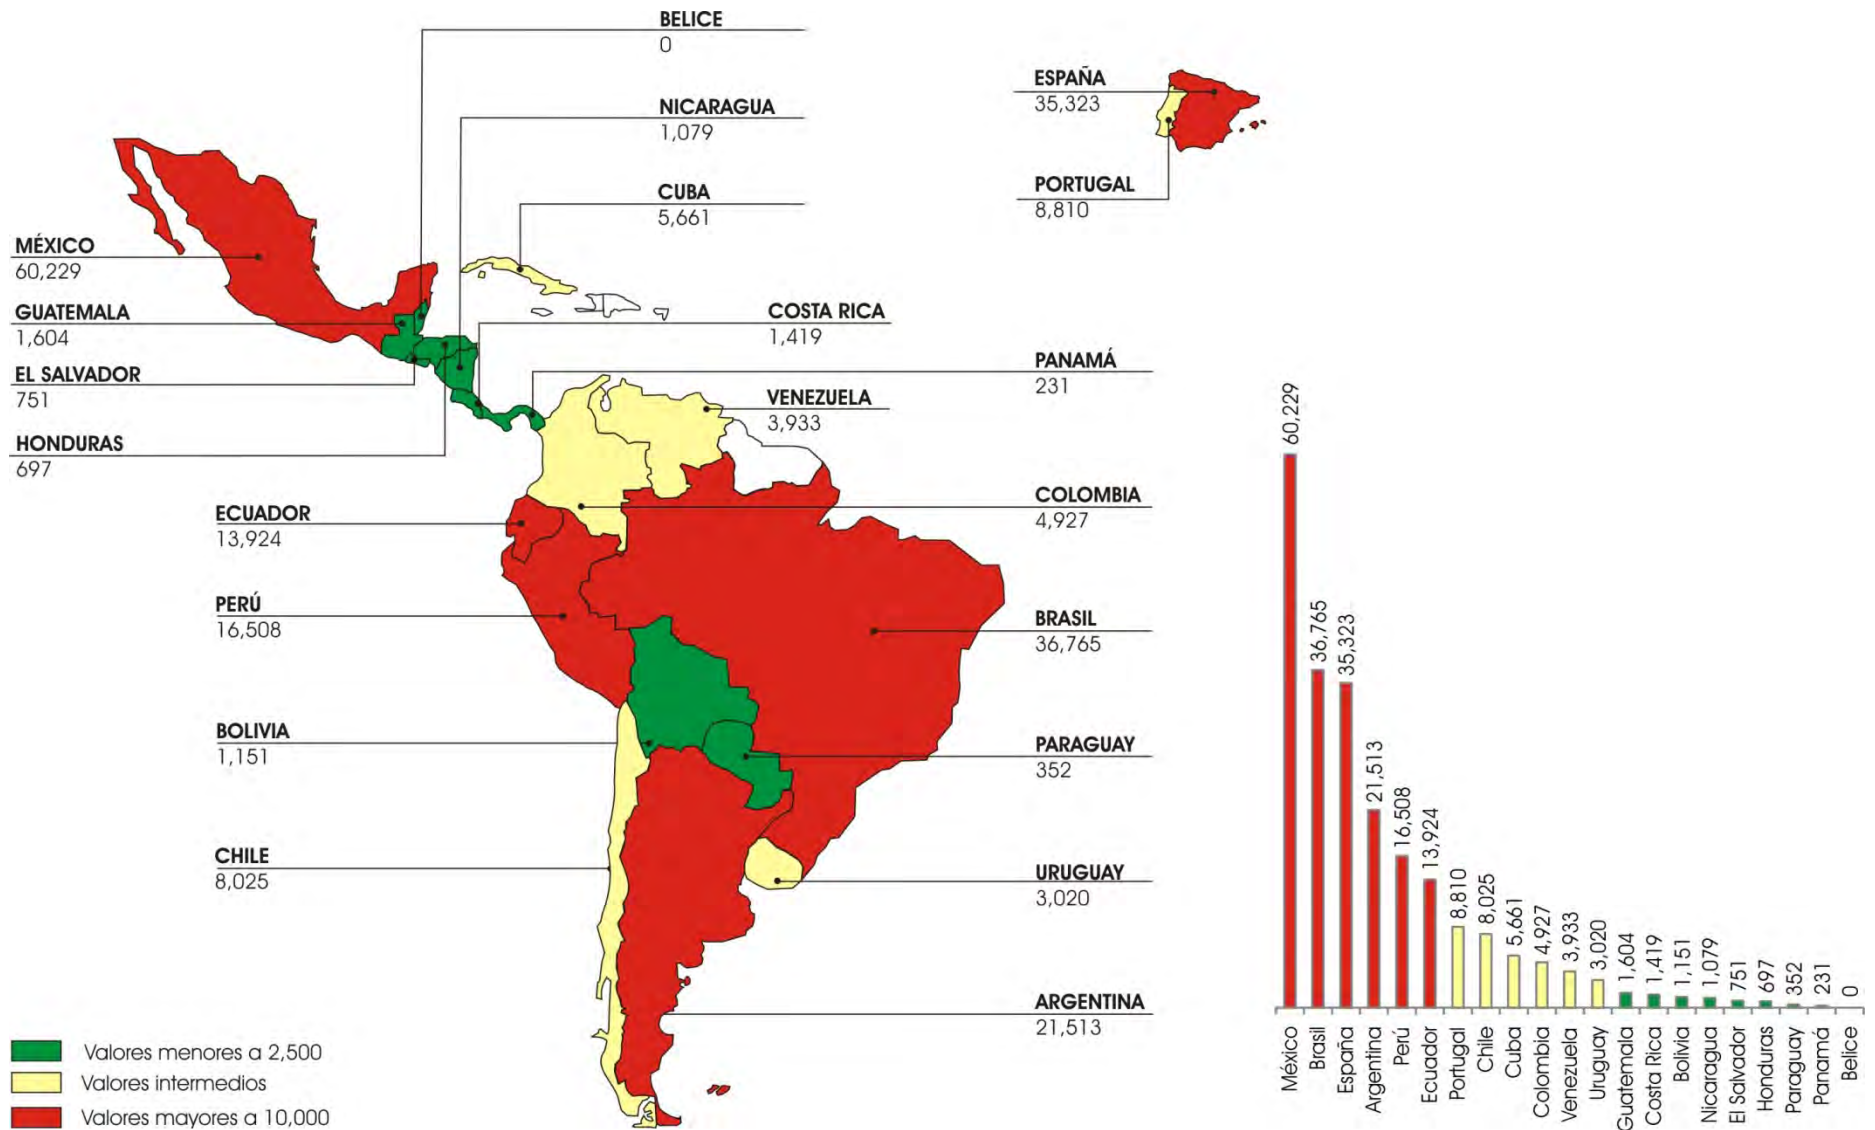 BELICE
0
NICARAGUA
1,079
CUBA
5,661
ESPAÑA
35,323
PORTUGAL
8,810
MÉXICO
60,229
GUATEMALA
1,604
EL SALVADOR
751
HONDURAS
697
COSTA RICA
1,419
PANAMÁ
231
VENEZUELA
3,933
COLOMBIA
4,927
ECUADOR
13,924
PERÚ
16,508
BRASIL
36,765
BOLIVIA
1,151
PARAGUAY
352
CHILE
8,025
URUGUAY
3,020
ARGENTINA
21,513
Valores menores a 2,500
Valores intermedios
Valores mayores a 10,000
60,229
36,765
35,323
21,513
16,508
13,924
8,810
8,025
5,661
4,927
3,933
3,020
1,604
1,419
1,151
1,079
751
697
352
231
0
México
Brasil
España
Argentina
Perú
Ecuador
Portugal
Chile
Cuba
Colombia
Venezuela
Uruguay
Guatemala
Costa Rica
Bolivia
Nicaragua
El Salvador
Honduras
Paraguay
Panamá
Belice